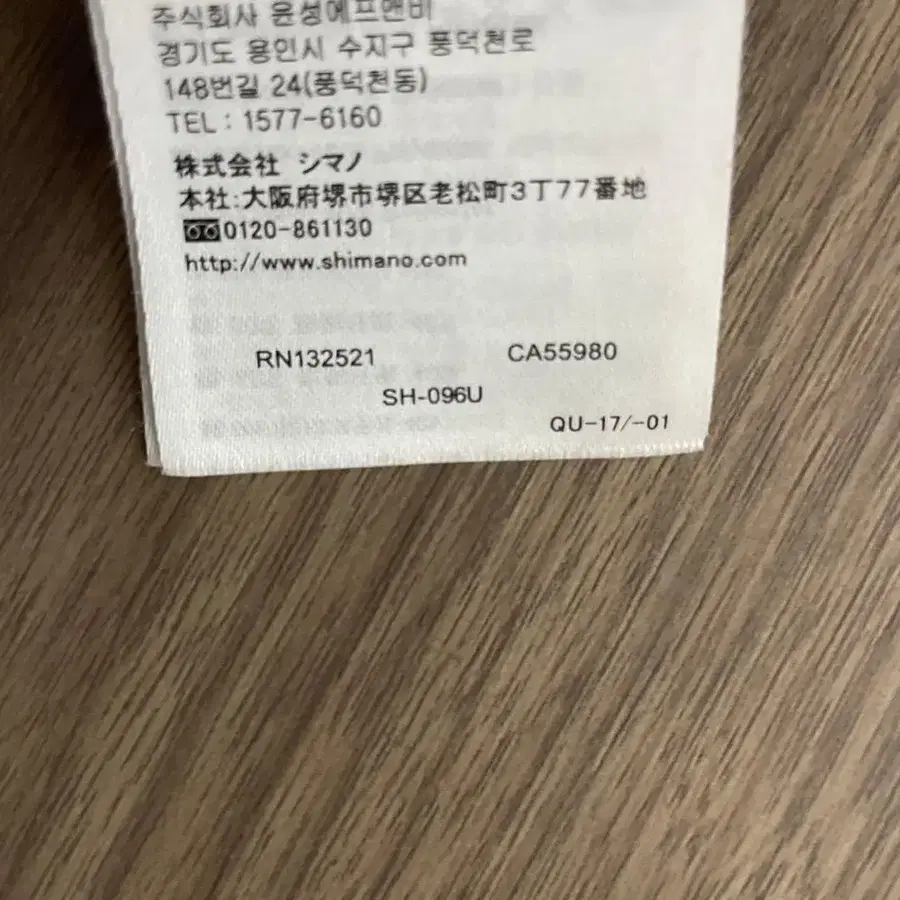 주식회사 윤성에프앤비
경기도 용인시 수지구 풍덕천로
148번길 24(풍덕천동)
TEL : 1577-6160
株式会社 シマノ
本社:大阪府堺市堺区老松町3丁77番地
0120-861130
http://www.shimano.com
RN132521 CA55980
SH-096U
QU-17/-01